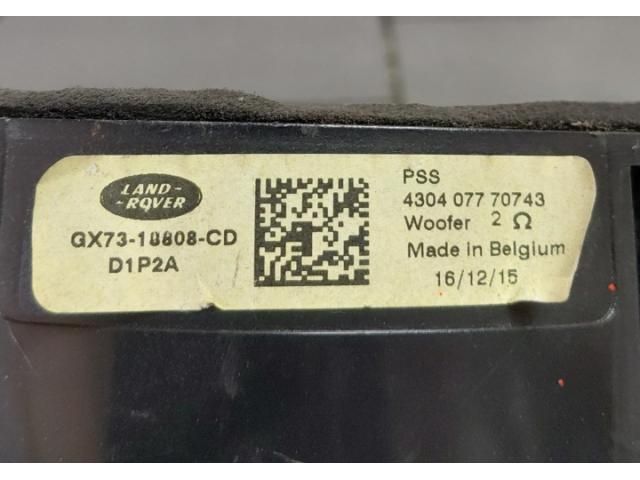 LAND-
-ROVER
GX73-18808-CD
D1P2A
PSS
4304 077 70743
Woofer 2 Ω
Made in Belgium
16/12/15